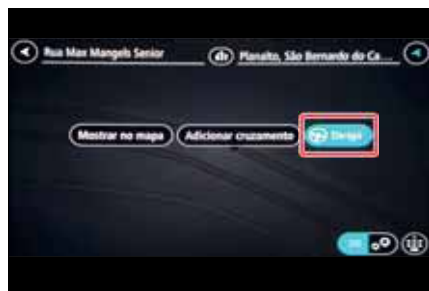 Rua Max Mangels Senior
Planalto, São Bernardo do Ca...
Mostrar no mapa
Adicionar cruzamento
Dirigir